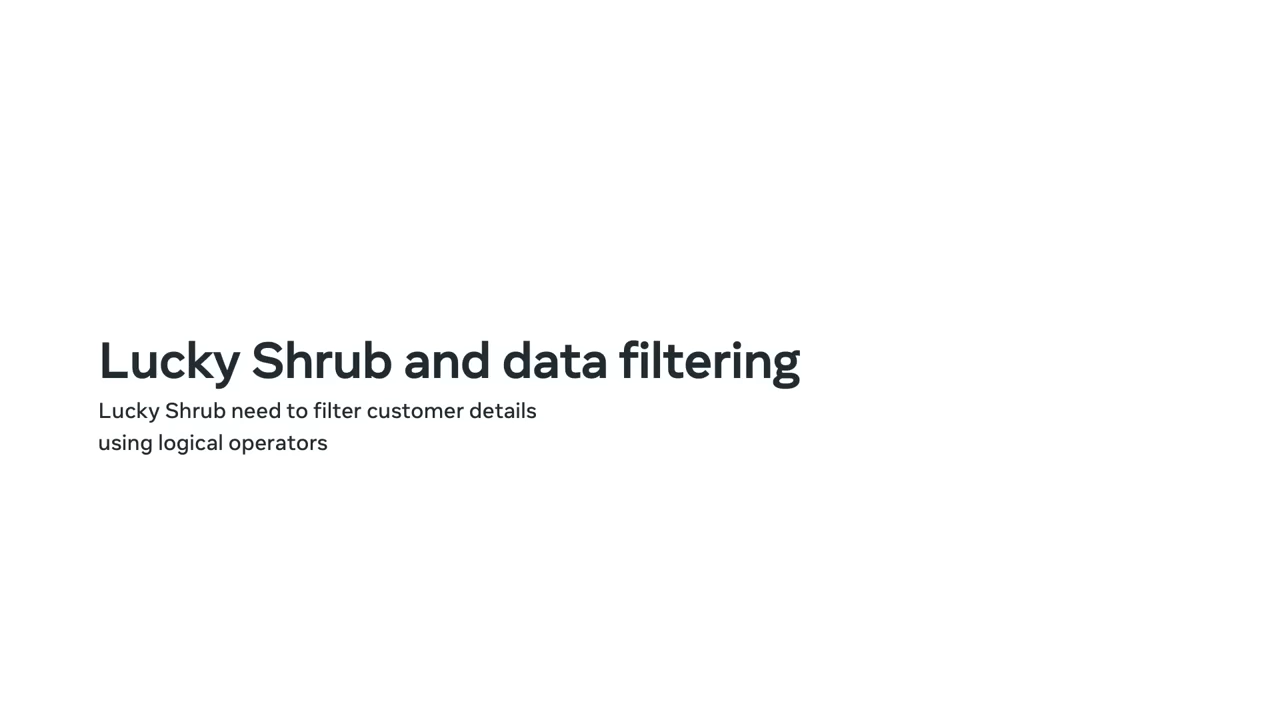 Lucky Shrub and data filtering
Lucky Shrub need to filter customer details
using logical operators